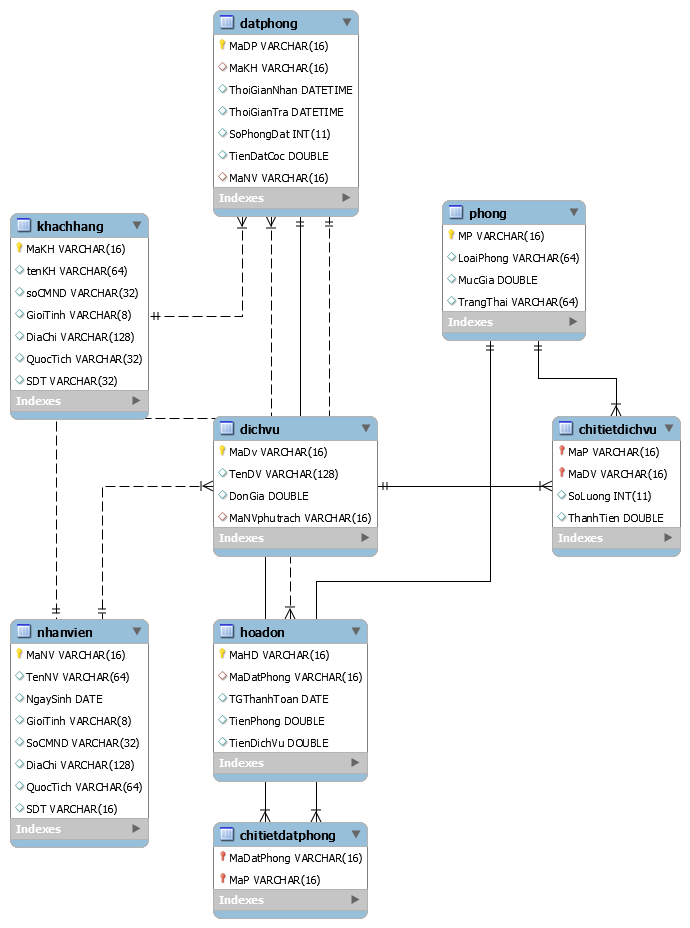 datphong
MaDP VARCHAR(16)
MaKH VARCHAR(16)
ThoiGianNhan DATETIME
ThoiGianTra DATETIME
SoPhongDat INT(11)
TienDatCoc DOUBLE
MaNV VARCHAR(16)
Indexes
khachhang
MaKH VARCHAR(16)
tenKH VARCHAR(64)
soCMND VARCHAR(32)
GioiTinh VARCHAR(8)
DiaChi VARCHAR(128)
QuocTich VARCHAR(32)
SDT VARCHAR(32)
Indexes
phong
MP VARCHAR(16)
LoaiPhong VARCHAR(64)
MucGia DOUBLE
TrangThai VARCHAR(64)
Indexes
dichvu
MaDv VARCHAR(16)
TenDV VARCHAR(128)
DonGia DOUBLE
MaNVphutrach VARCHAR(16)
Indexes
chitietdichvu
MaP VARCHAR(16)
MaDV VARCHAR(16)
SoLuong INT(11)
ThanhTien DOUBLE
Indexes
nhanvien
MaNV VARCHAR(16)
TenNV VARCHAR(64)
NgaySinh DATE
GioiTinh VARCHAR(8)
SoCMND VARCHAR(32)
DiaChi VARCHAR(128)
QuocTich VARCHAR(64)
SDT VARCHAR(16)
Indexes
hoadon
MaHD VARCHAR(16)
MaDatPhong VARCHAR(16)
TGThanhToan DATE
TienPhong DOUBLE
TienDichVu DOUBLE
Indexes
chitietdatphong
MaDatPhong VARCHAR(16)
MaP VARCHAR(16)
Indexes